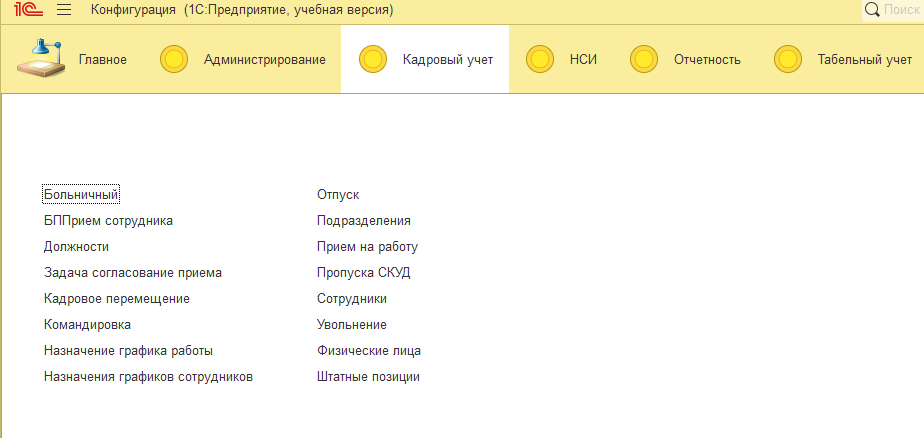 1С Конфигурация (1С:Предприятие, учебная версия) Поиск
Главное Администрирование Кадровый учет НСИ Отчетность Табельный учет
Больничный Отпуск
БППрием сотрудника Подразделения
Должности Прием на работу
Задача согласование приема Пропуска СКУД
Кадровое перемещение Сотрудники
Командировка Увольнение
Назначение графика работы Физические лица
Назначения графиков сотрудников Штатные позиции